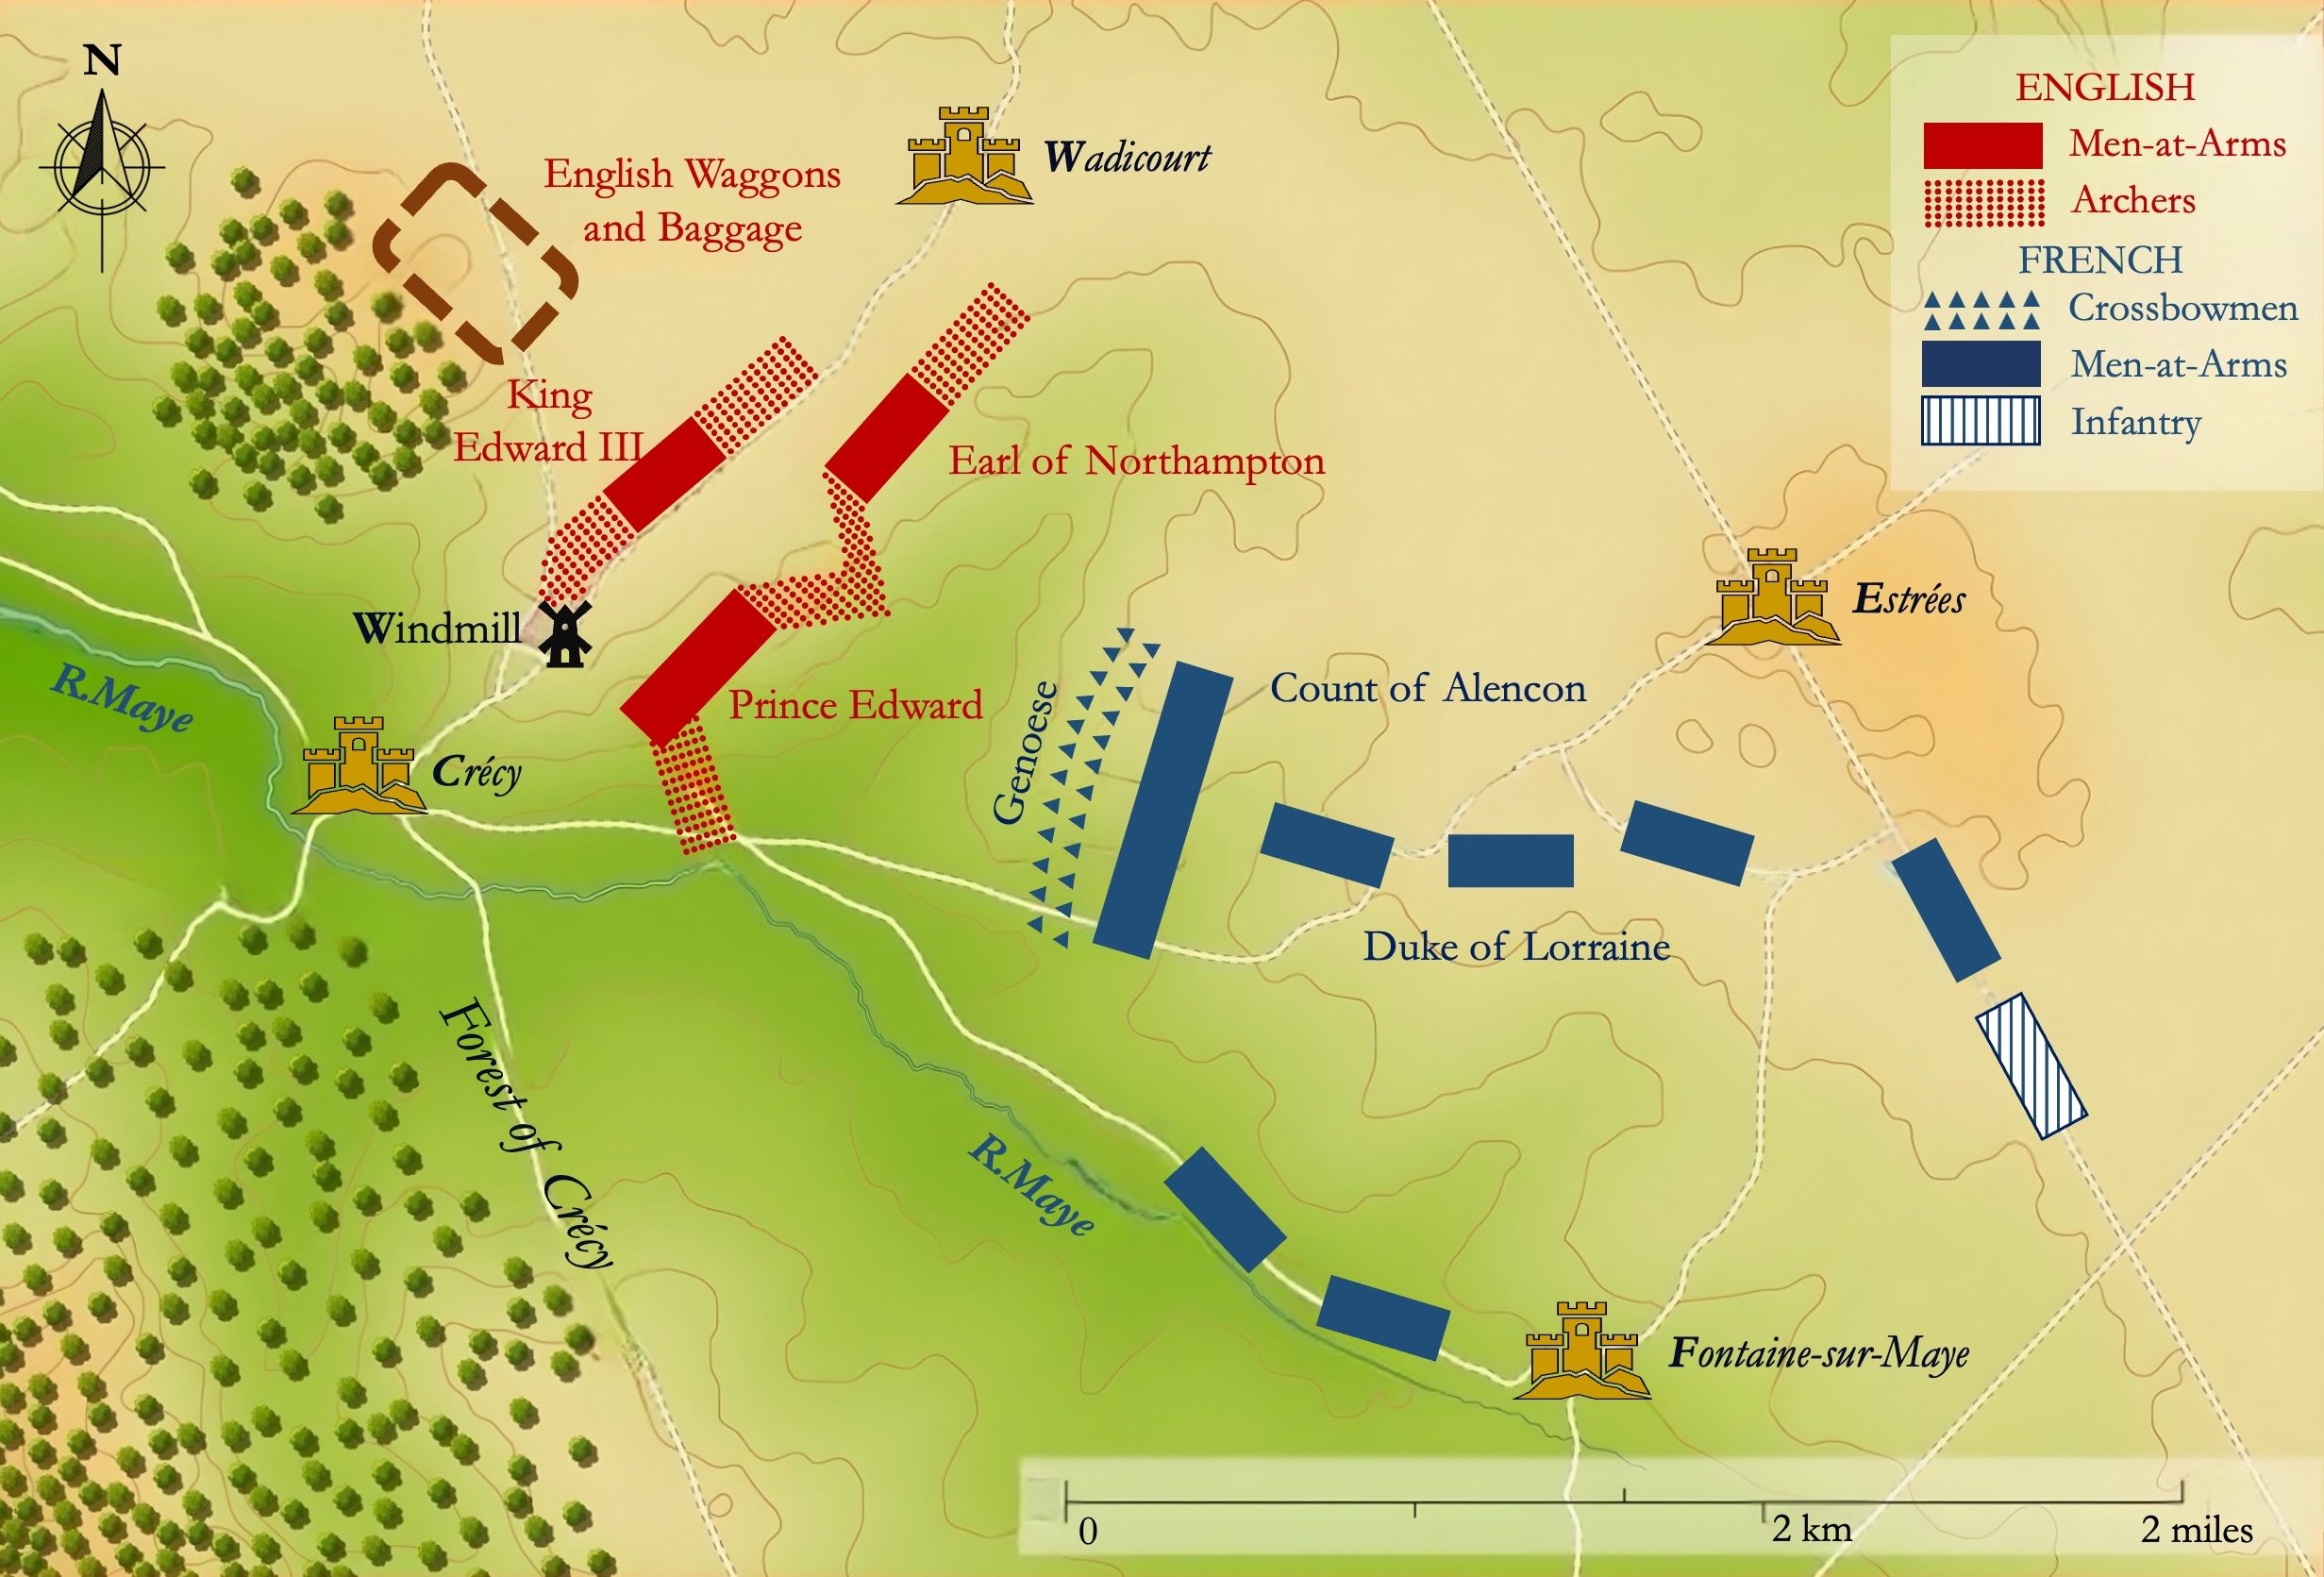 N
ENGLISH
Men-at-Arms
Archers
FRENCH
Crossbowmen
Men-at-Arms
Infantry
Wadicourt
English Waggons
and Baggage
King
Edward III
Earl of Northampton
Estrées
Windmill
R.Maye
Prince Edward
Genoese
Count of Alencon
Crécy
Duke of Lorraine
Forest of Crécy
R.Maye
Fontaine-sur-Maye
0
2 km
2 miles